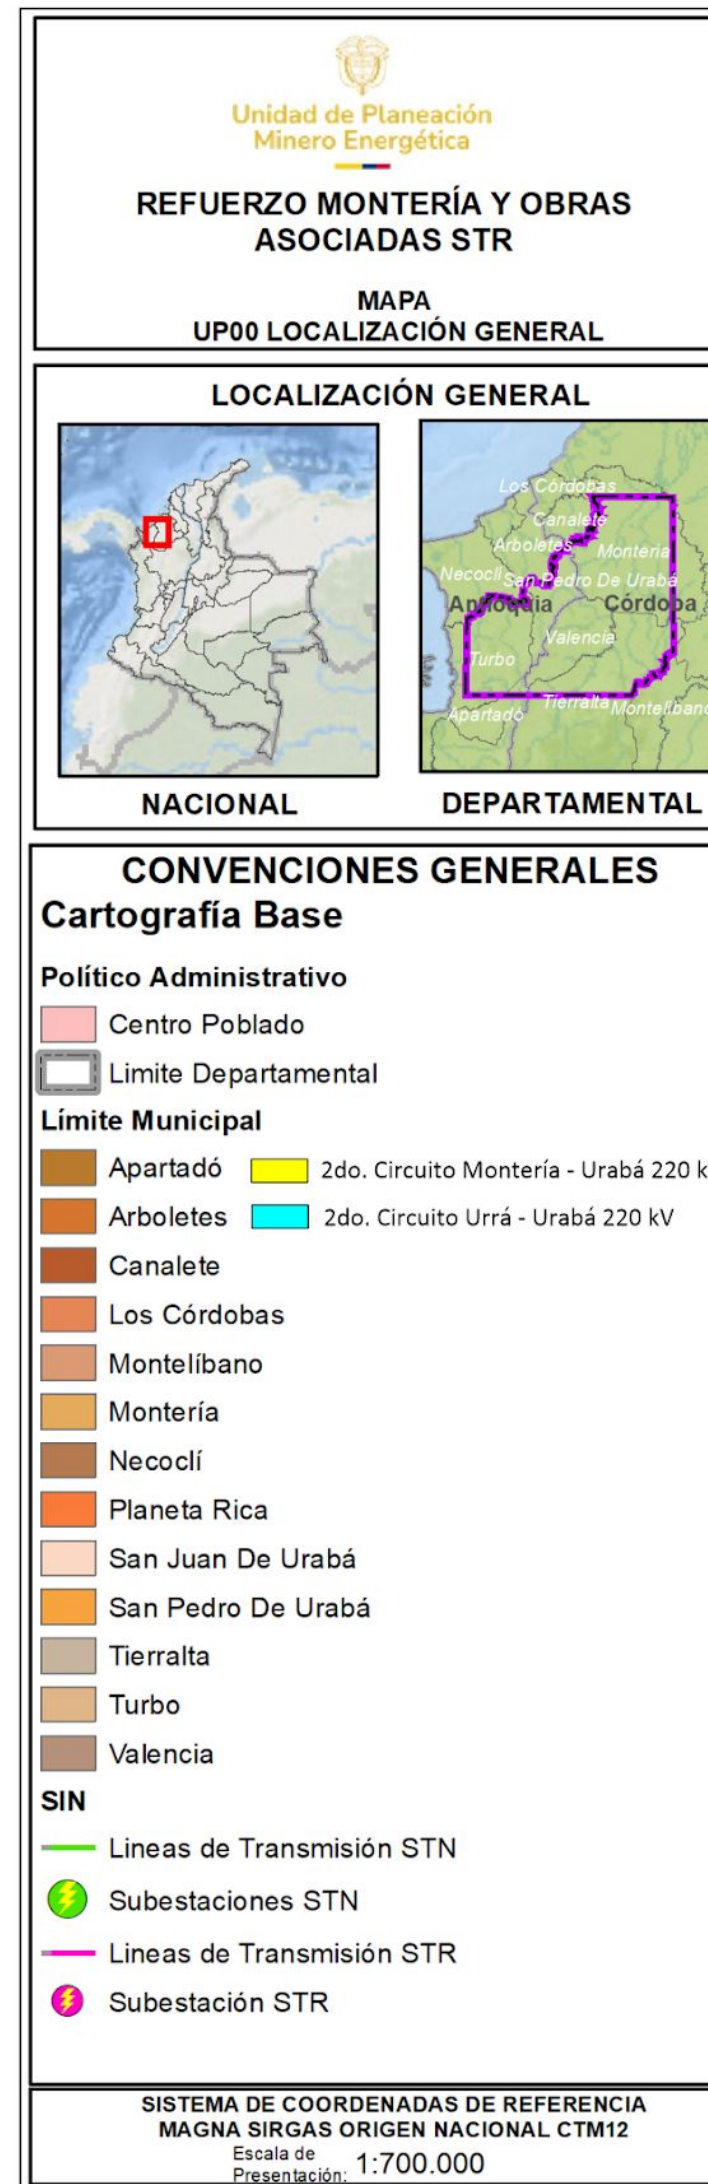 Unidad de Planeación
Minero Energética
REFUERZO MONTERÍA Y OBRAS
ASOCIADAS STR
MAPA
UP00 LOCALIZACIÓN GENERAL
LOCALIZACIÓN GENERAL
Los Córdobas
Canalete
Arboletes
Montería
Necoclí
San Pedro De Urabá
Antioquia
Córdoba
Valencia
Turbo
Tierralta
Montelíbano
Apartadó
NACIONAL
DEPARTAMENTAL
CONVENCIONES GENERALES
Cartografía Base
Político Administrativo
Centro Poblado
Limite Departamental
Límite Municipal
Apartadó
2do. Circuito Montería - Urabá 220 k
Arboletes
2do. Circuito Urrá - Urabá 220 kV
Canalete
Los Córdobas
Montelíbano
Montería
Necoclí
Planeta Rica
San Juan De Urabá
San Pedro De Urabá
Tierralta
Turbo
Valencia
SIN
Lineas de Transmisión STN
Subestaciones STN
Lineas de Transmisión STR
Subestación STR
SISTEMA DE COORDENADAS DE REFERENCIA
MAGNA SIRGAS ORIGEN NACIONAL CTM12
Escala de
Presentación: 1:700.000